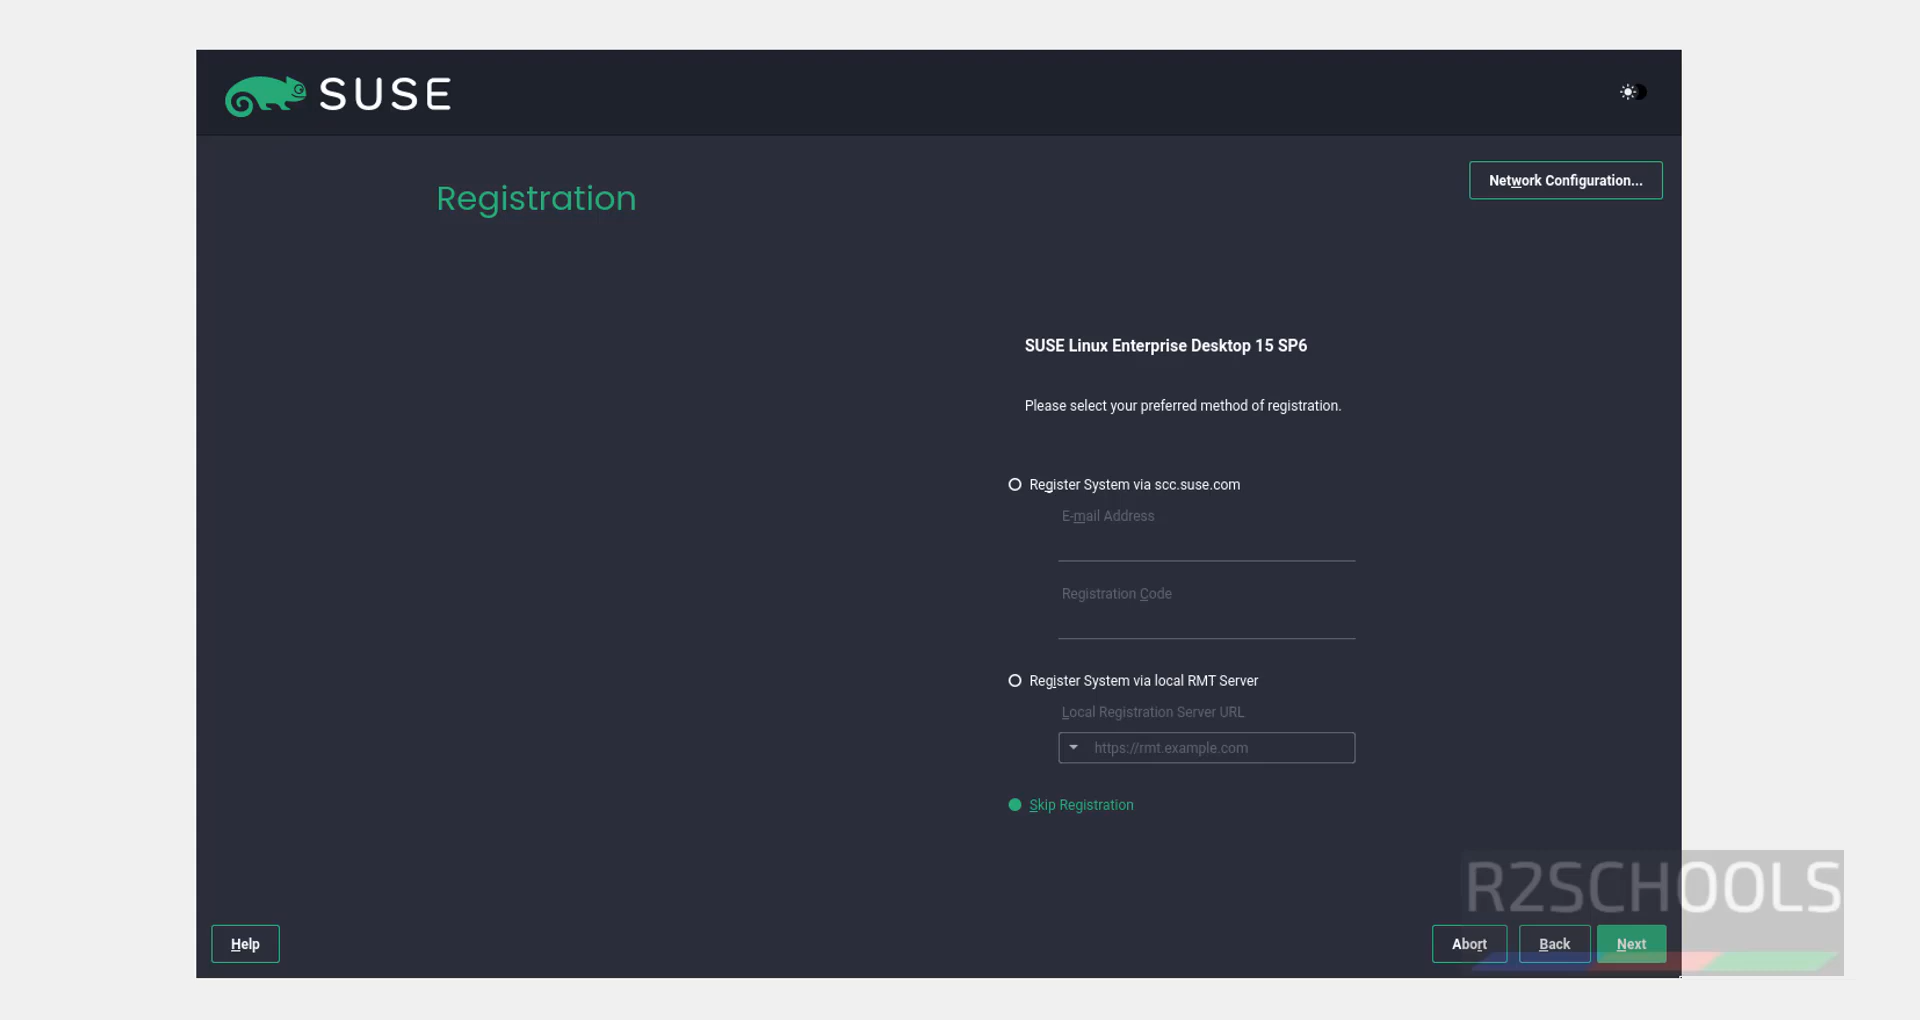 SUSE
Network Configuration...
Registration
SUSE Linux Enterprise Desktop 15 SP6
Please select your preferred method of registration.
Register System via scc.suse.com
E-mail Address
Registration Code
Register System via local RMT Server
Local Registration Server URL
https://rmt.example.com
Skip Registration
R2SCHOOLS
Help
Abort
Back
Next